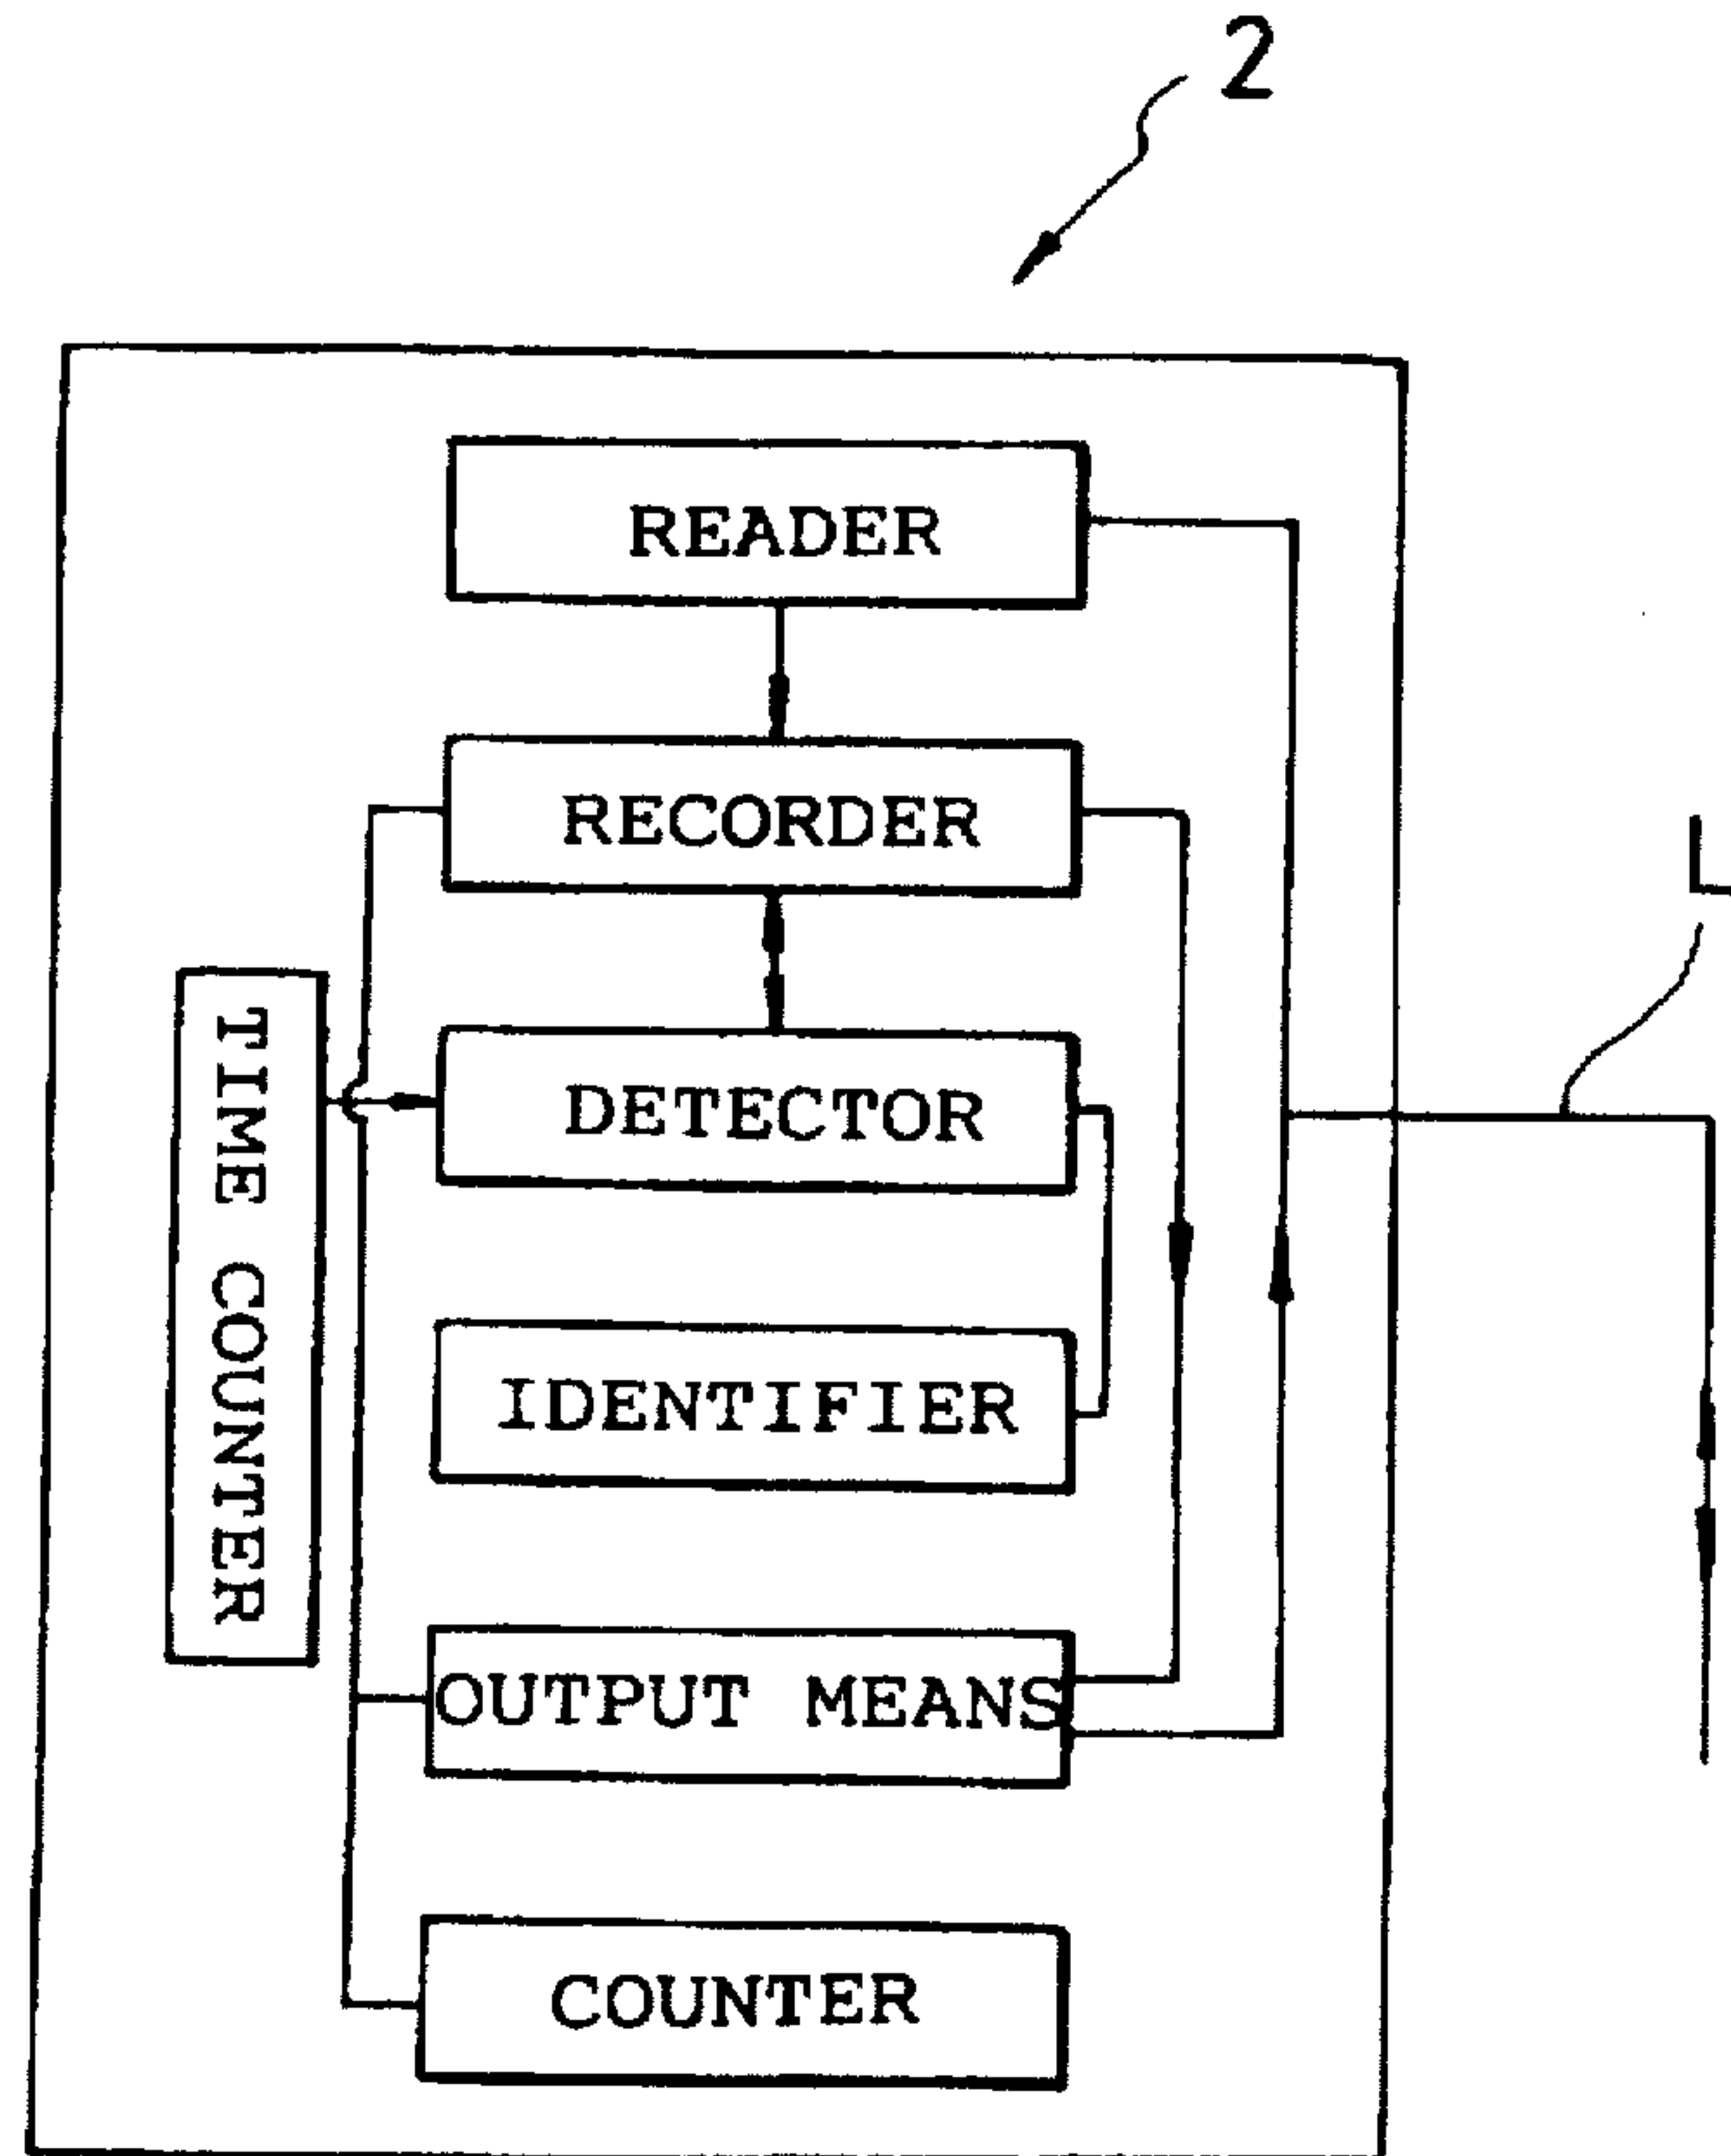 2
READER
RECORDER
L
DETECTOR
TIME COUNTER
IDENTIFIER
OUTPUT MEANS
COUNTER